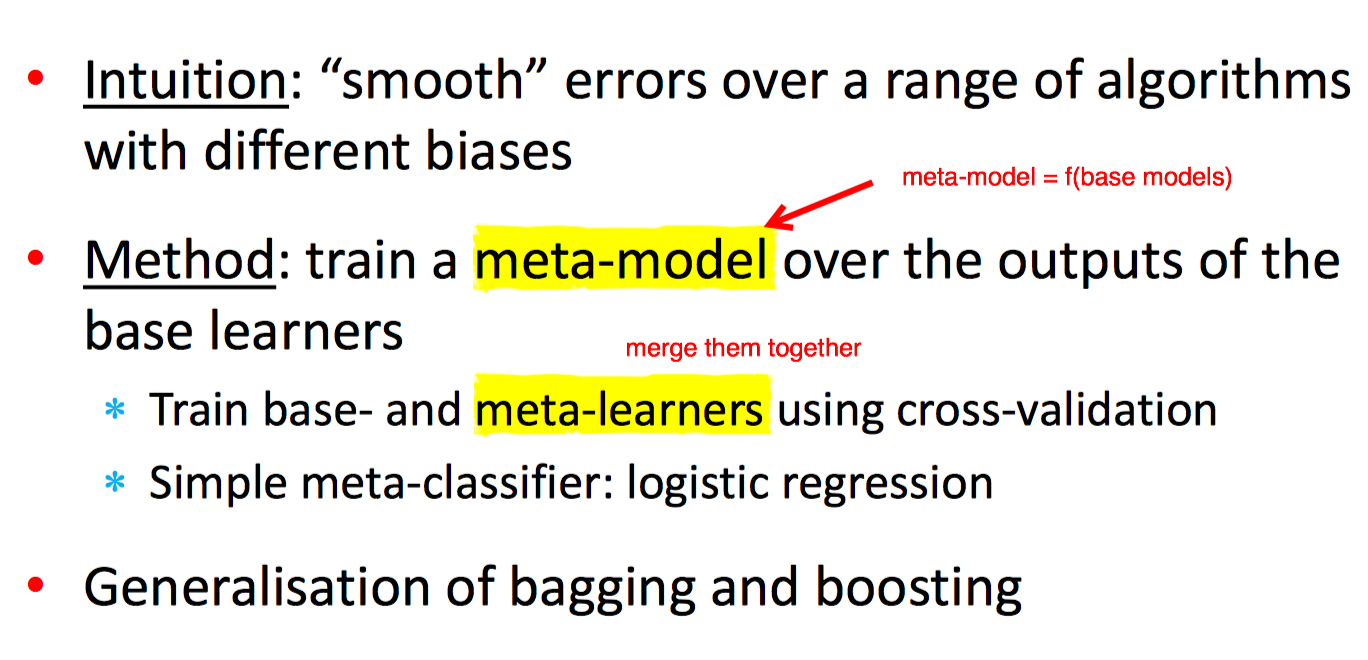 • Intuition: “smooth” errors over a range of algorithms
with different biases
meta-model = f(base models)
• Method: train a meta-model over the outputs of the
base learners
merge them together
* Train base- and meta-learners using cross-validation
* Simple meta-classifier: logistic regression
• Generalisation of bagging and boosting